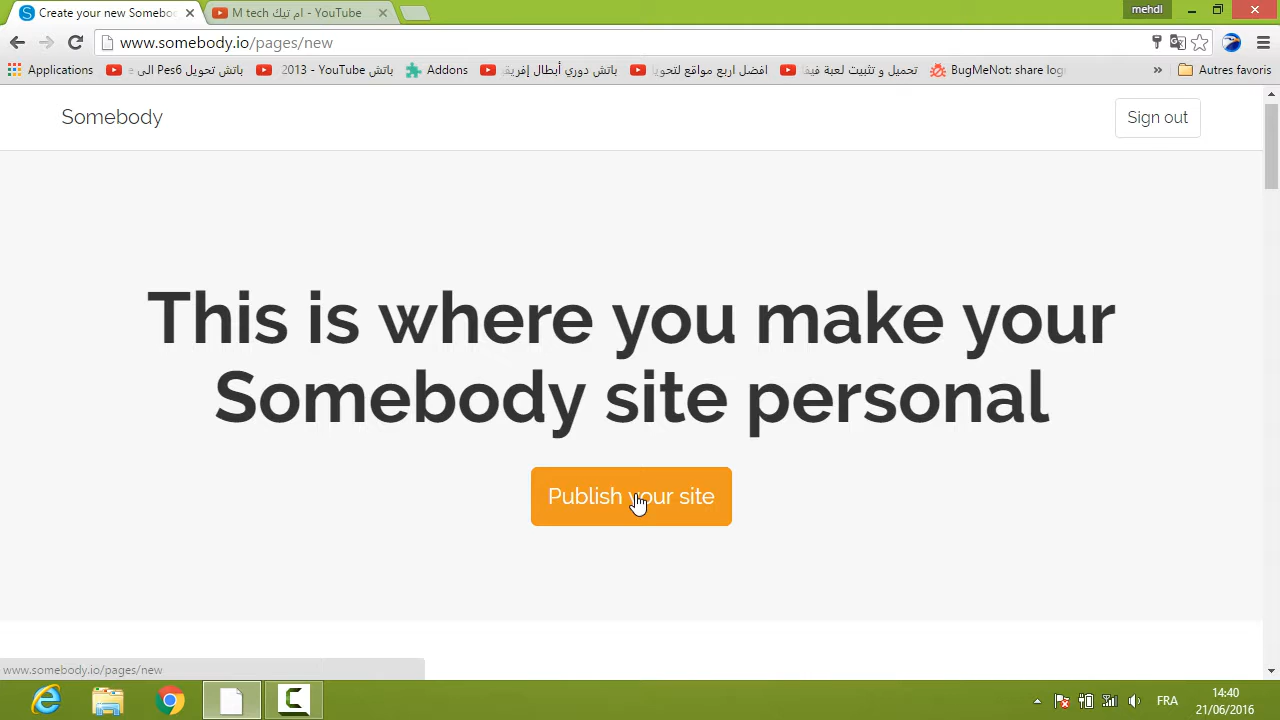 Create your new Somebo
M tech ام تيك - YouTube
mehdi
www.somebody.io/pages/new
Applications
باتش تحويل Pes6 الى
باتش 2013 - YouTube
Addons
باتش دوري أبطال إفريق
افضل اربع مواقع لتحويا
تحميل و تثبيت لعبة فيفا
BugMeNot: share logi
»
Autres favoris
Somebody
Sign out
This is where you make your
Somebody site personal
Publish your site
www.somebody.io/pages/new
FRA
14:40
21/06/2016